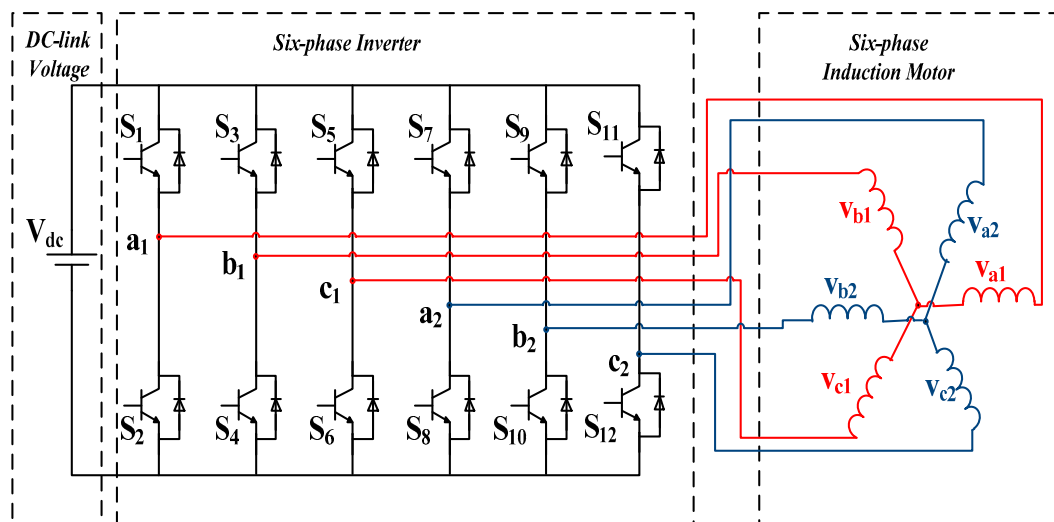 DC-link
Voltage
Six-phase Inverter
Six-phase
Induction Motor
S1
S3
S5
S7
S9
S11
Vdc
a1
b1
c1
a2
b2
c2
S2
S4
S6
S8
S10
S12
vb1
va2
va1
vb2
vc1
vc2